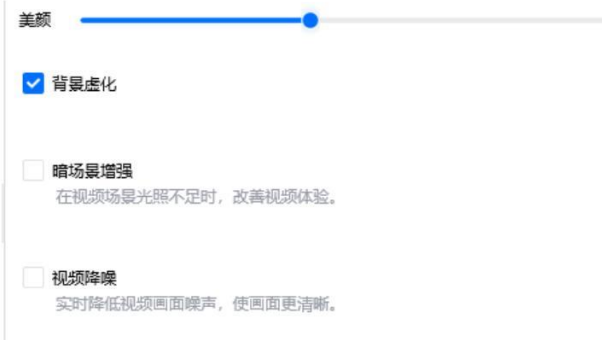 美颜
背景虚化
暗场景增强
在视频场景光照不足时，改善视频体验。
视频降噪
实时降低视频画面噪声，使画面更清晰。